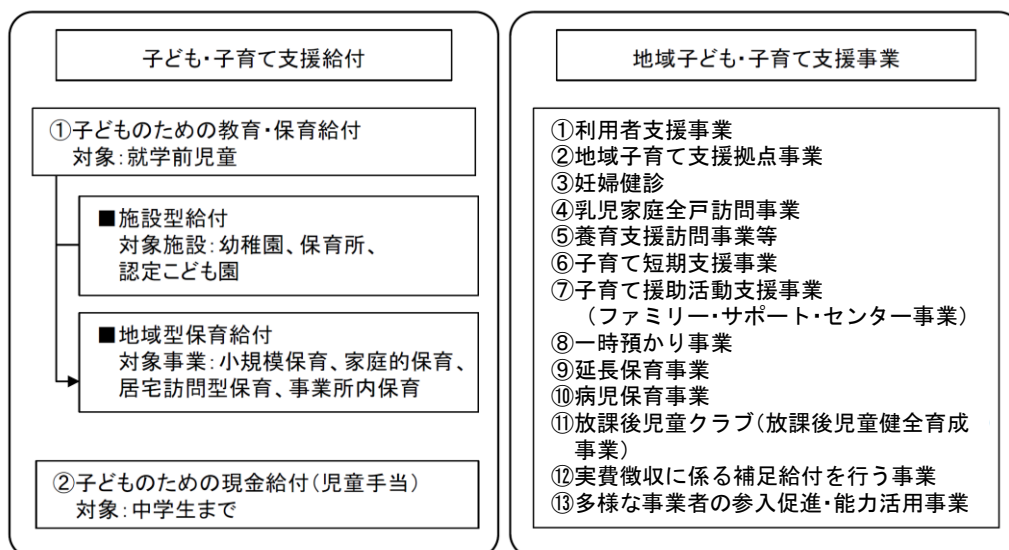 子ども・子育て支援給付
①子どものための教育・保育給付
対象：就学前児童
■施設型給付
対象施設：幼稚園、保育所、
認定こども園
■地域型保育給付
対象事業：小規模保育、家庭的保育、
居宅訪問型保育、事業所内保育
②子どものための現金給付（児童手当）
対象：中学生まで
地域子ども・子育て支援事業
①利用者支援事業
②地域子育て支援拠点事業
③妊婦健診
④乳児家庭全戸訪問事業
⑤養育支援訪問事業等
⑥子育て短期支援事業
⑦子育て援助活動支援事業
（ファミリー・サポート・センター事業）
⑧一時預かり事業
⑨延長保育事業
⑩病児保育事業
⑪放課後児童クラブ（放課後児童健全育成
事業）
⑫実費徴収に係る補足給付を行う事業
⑬多様な事業者の参入促進・能力活用事業